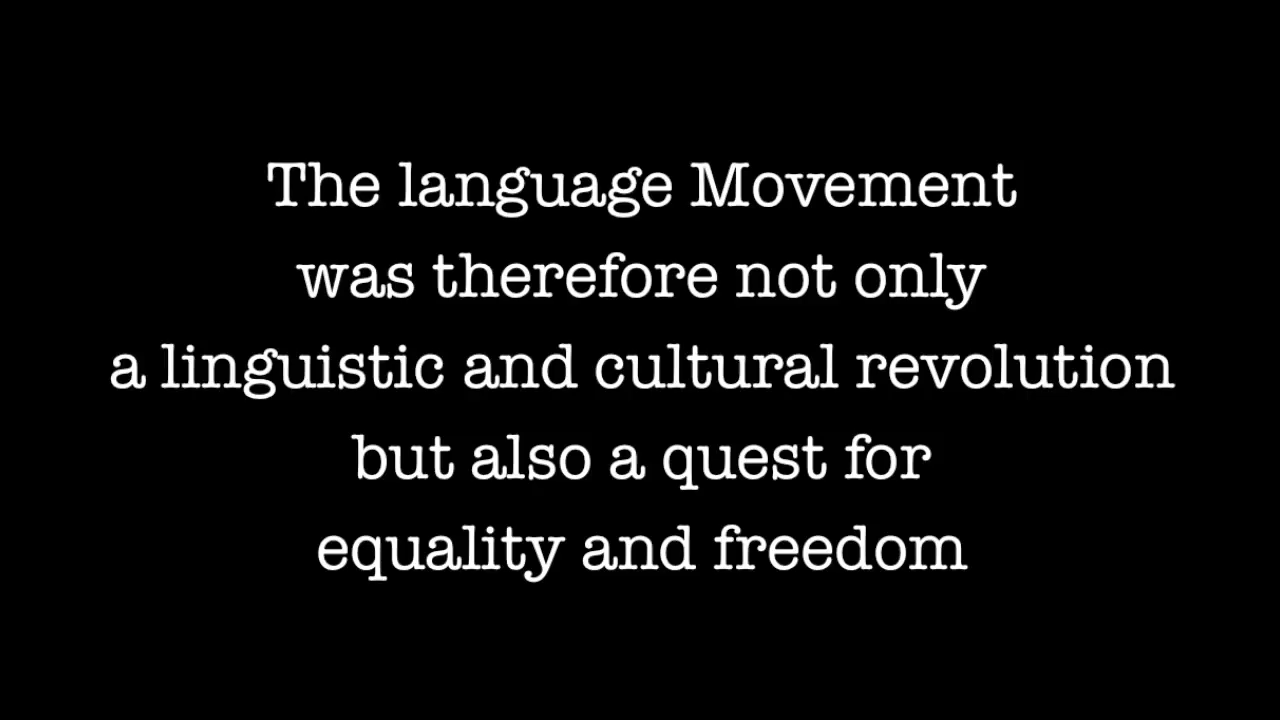 The language Movement
was therefore not only
a linguistic and cultural revolution
but also a quest for
equality and freedom